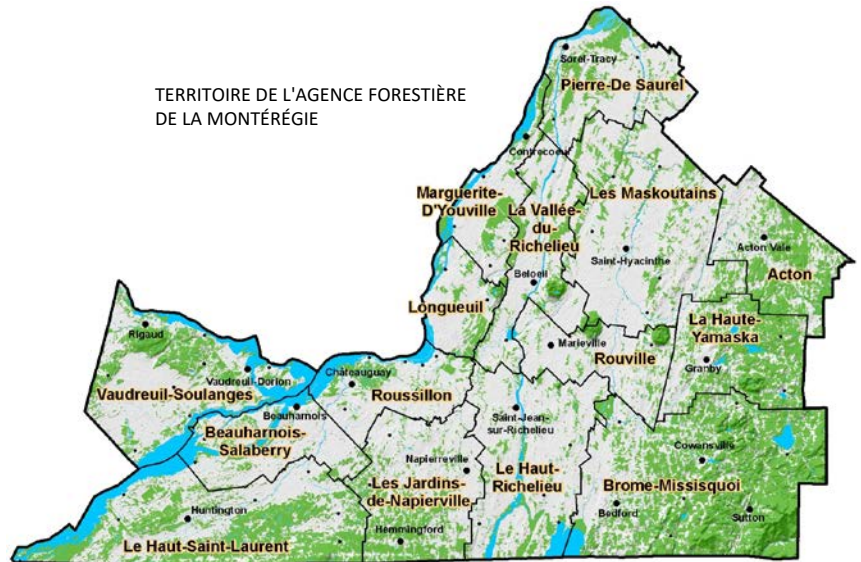 TERRITOIRE DE L'AGENCE FORESTIÈRE
DE LA MONTÉRÉGIE
Sorel-Tracy
Pierre-De Saurel
Contrecoeur
Marguerite-
D'Youville
La Vallée-
du-
Richelieu
Les Maskoutains
Saint-Hyacinthe
Acton Vale
Acton
Beloeil
Longueuil
La Haute-
Yamaska
Granby
Marieville
Rouville
Rigaud
Vaudreuil-Dorion
Vaudreuil-Soulanges
Châteauguay
Roussillon
Beauharnois
Beauharnois-
Salaberry
Saint-Jean-
sur-Richelieu
Napierreville
Les Jardins-
de-Napierville
Le Haut-
Richelieu
Cowansville
Brome-Missisquoi
Bedford
Sutton
Huntington
Hemmingford
Le Haut-Saint-Laurent